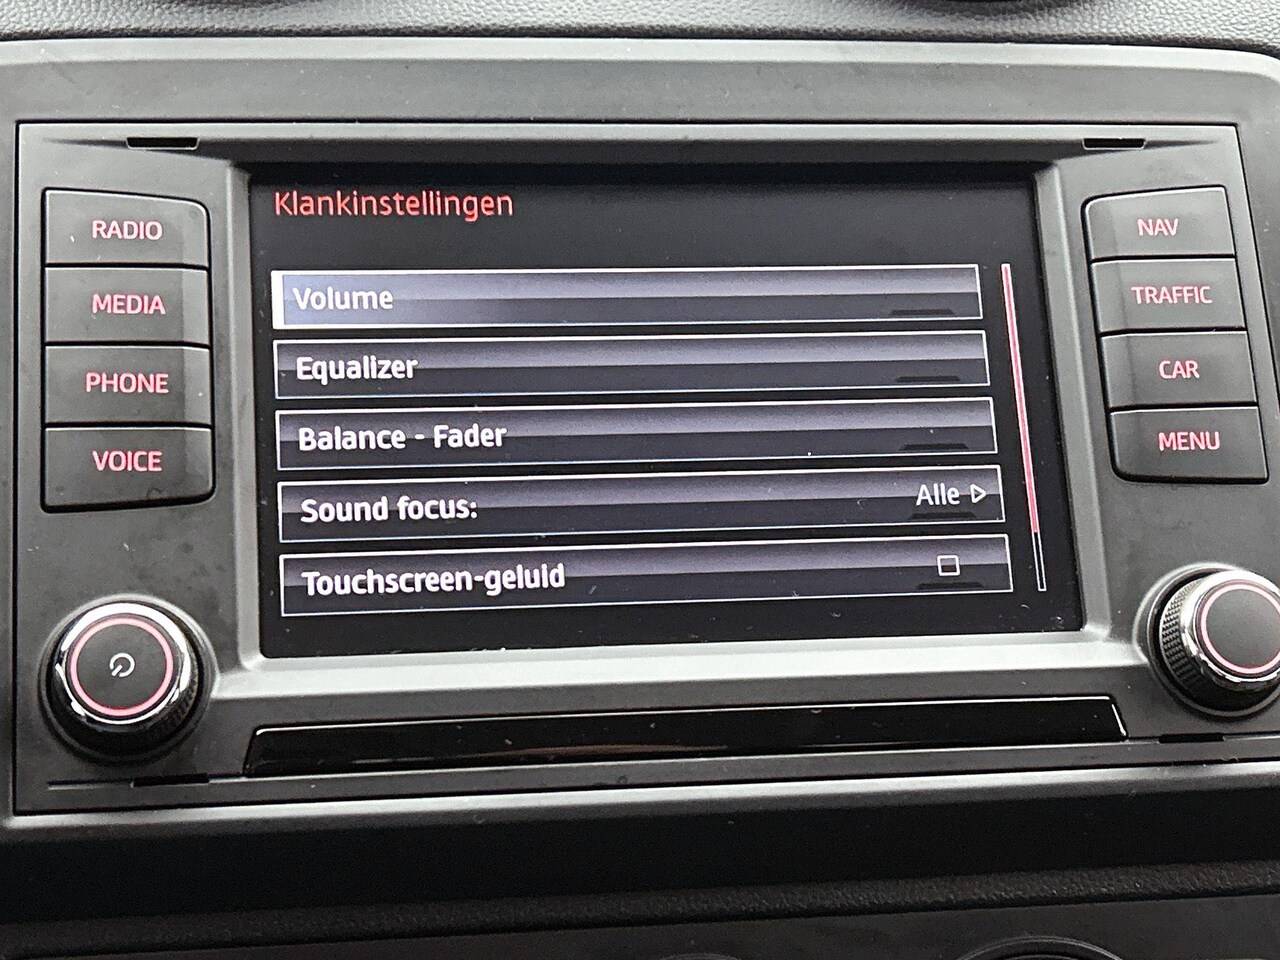 Klankinstellingen
RADIO
MEDIA
PHONE
VOICE
Volume
Equalizer
Balance - Fader
Sound focus: Alle
Touchscreen-geluid
NAV
TRAFFIC
CAR
MENU